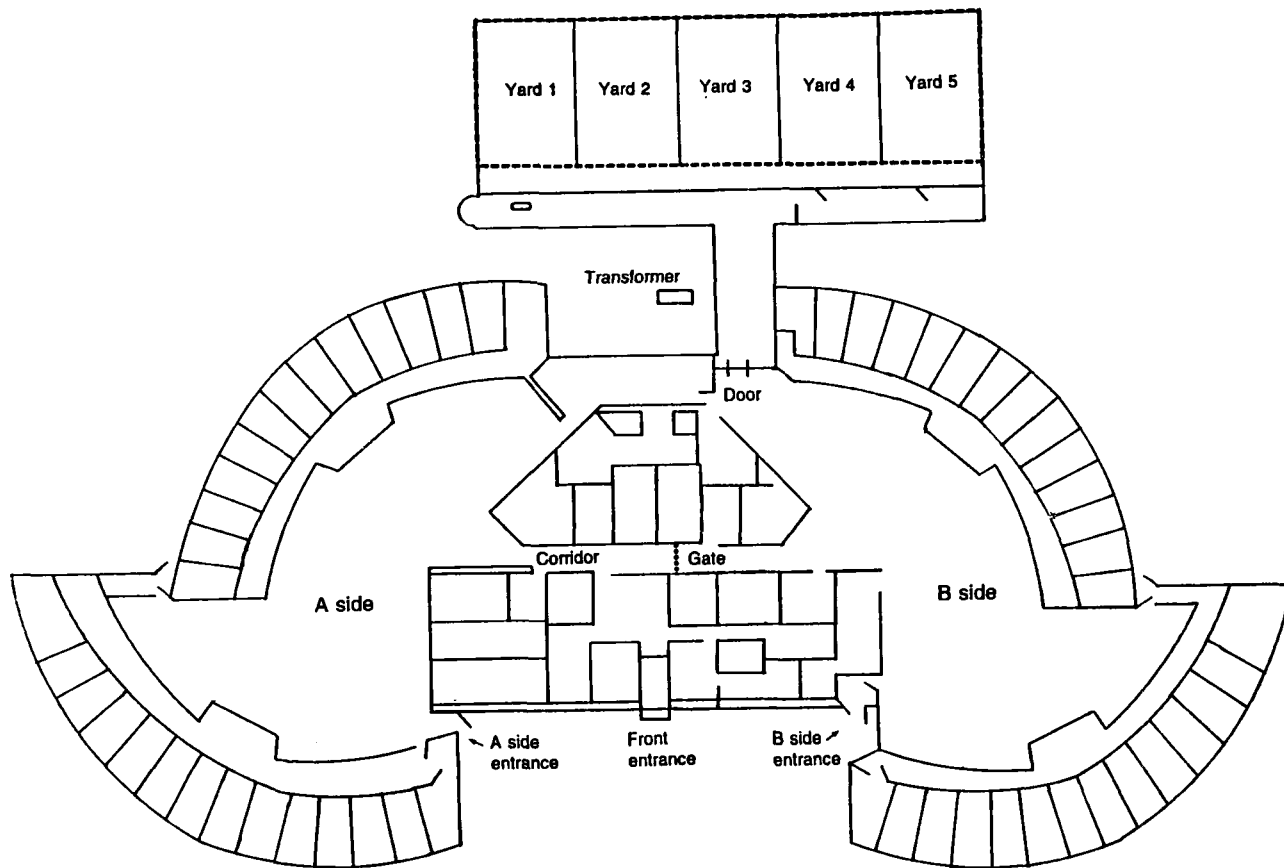 Yard 1
Yard 2
Yard 3
Yard 4
Yard 5
Transformer
Door
Corridor
Gate
A side
B side
A side
entrance
Front
entrance
B side
entrance